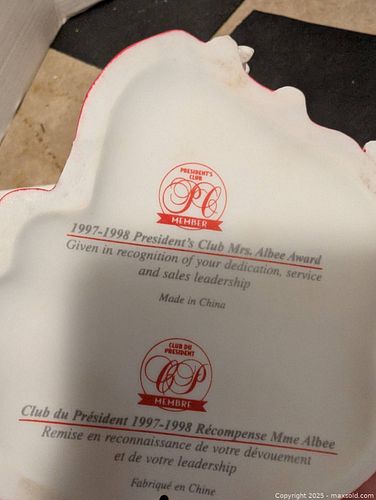 PRESIDENT'S
CLUB
PC
MEMBER
1997-1998 President's Club Mrs. Albee Award
Given in recognition of your dedication, service
and sales leadership
Made in China
CLUB DU
PRESIDENT
CP
MEMBRE
Club du Président 1997-1998 Récompense Mme Albee
Remise en reconnaissance de votre dévouement
et de votre leadership
Fabriqué en Chine
Copyright 2025 - maxsold.com